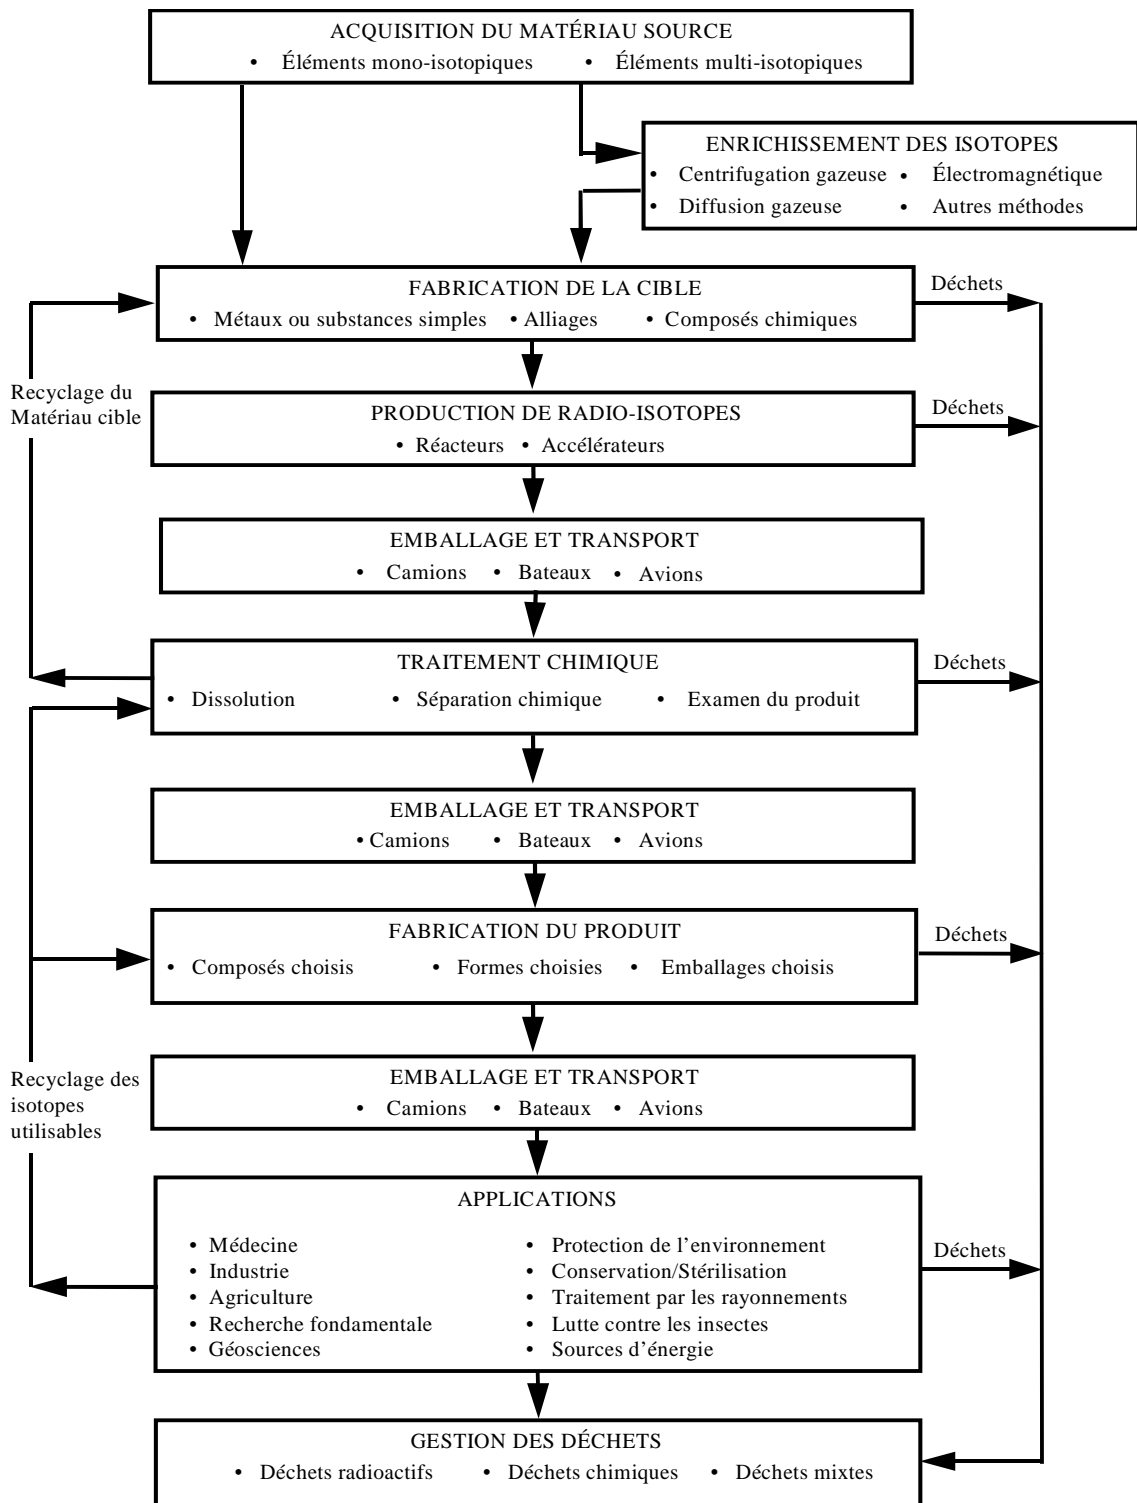 ACQUISITION DU MATÉRIAU SOURCE
• Éléments mono-isotopiques • Éléments multi-isotopiques
ENRICHISSEMENT DES ISOTOPES
• Centrifugation gazeuse • Électromagnétique
• Diffusion gazeuse • Autres méthodes
FABRICATION DE LA CIBLE
• Métaux ou substances simples • Alliages • Composés chimiques
Déchets
Recyclage du
Matériau cible
PRODUCTION DE RADIO-ISOTOPES
• Réacteurs • Accélérateurs
Déchets
EMBALLAGE ET TRANSPORT
• Camions • Bateaux • Avions
TRAITEMENT CHIMIQUE
• Dissolution • Séparation chimique • Examen du produit
Déchets
EMBALLAGE ET TRANSPORT
• Camions • Bateaux • Avions
FABRICATION DU PRODUIT
• Composés choisis • Formes choisies • Emballages choisis
Déchets
Recyclage des
isotopes
utilisables
EMBALLAGE ET TRANSPORT
• Camions • Bateaux • Avions
APPLICATIONS
• Médecine • Protection de l’environnement
• Industrie • Conservation/Stérilisation
• Agriculture • Traitement par les rayonnements
• Recherche fondamentale • Lutte contre les insectes
• Géosciences • Sources d’énergie
Déchets
GESTION DES DÉCHETS
• Déchets radioactifs • Déchets chimiques • Déchets mixtes